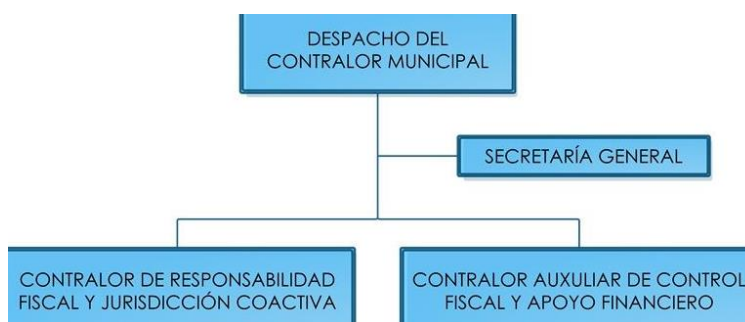 DESPACHO DEL
CONTRALOR MUNICIPAL
SECRETARÍA GENERAL
CONTRALOR DE RESPONSABILIDAD
FISCAL Y JURISDICCIÓN COACTIVA
CONTRALOR AUXULIAR DE CONTROL
FISCAL Y APOYO FINANCIERO